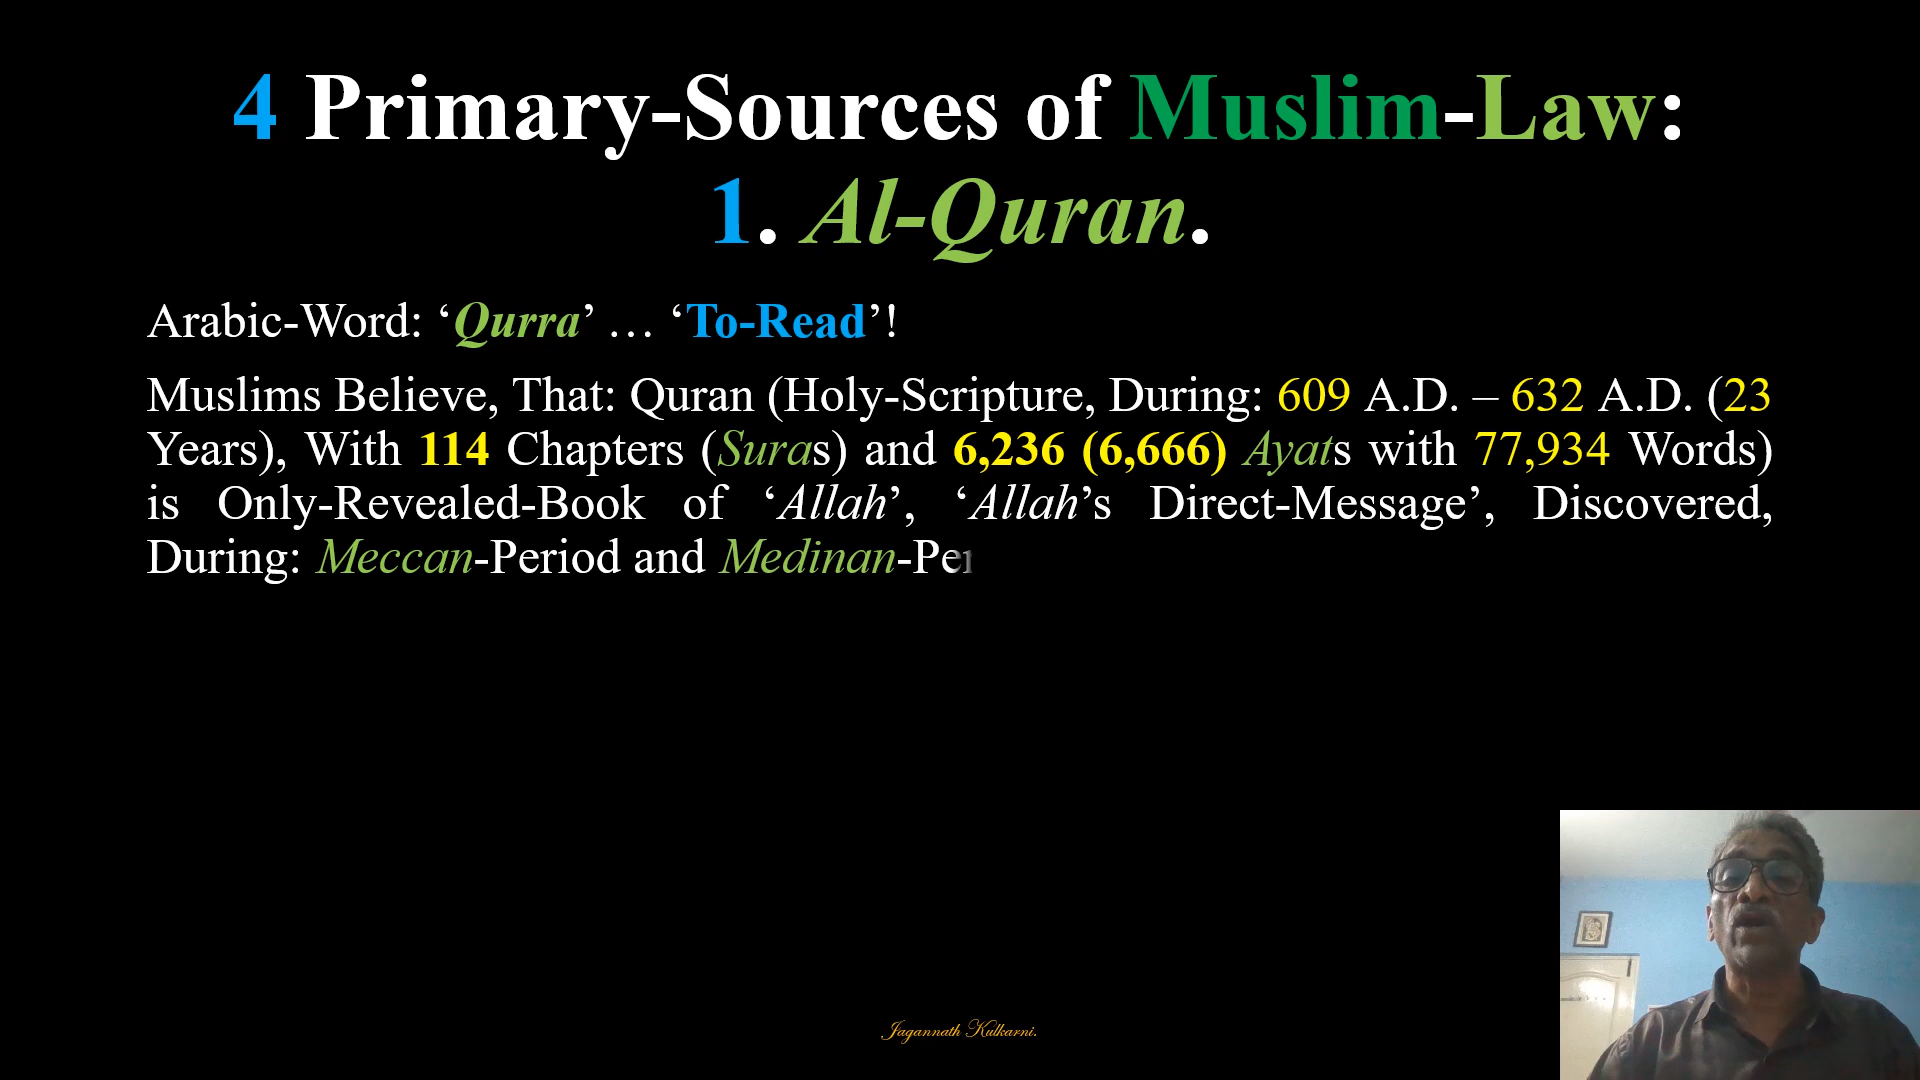 4 Primary-Sources of Muslim-Law:
1. Al-Quran.
Arabic-Word: ‘Qurra’ … ‘To-Read’!
Muslims Believe, That: Quran (Holy-Scripture, During: 609 A.D. – 632 A.D. (23
Years), With 114 Chapters (Suras) and 6,236 (6,666) Ayats with 77,934 Words)
is Only-Revealed-Book of ‘Allah’, ‘Allah’s Direct-Message’, Discovered,
During: Meccan-Period and Medinan-Per
Jagannath Kulkarni.